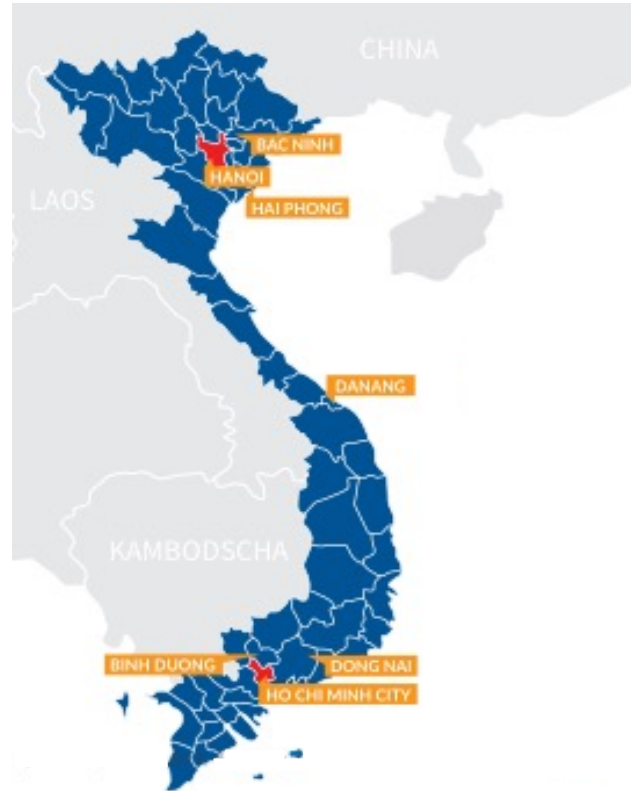 CHINA
BAC NINH
HANOI
LAOS
HAI PHONG
DANANG
KAMBODSCHA
BINH DUONG
DONG NAI
HO CHI MINH CITY